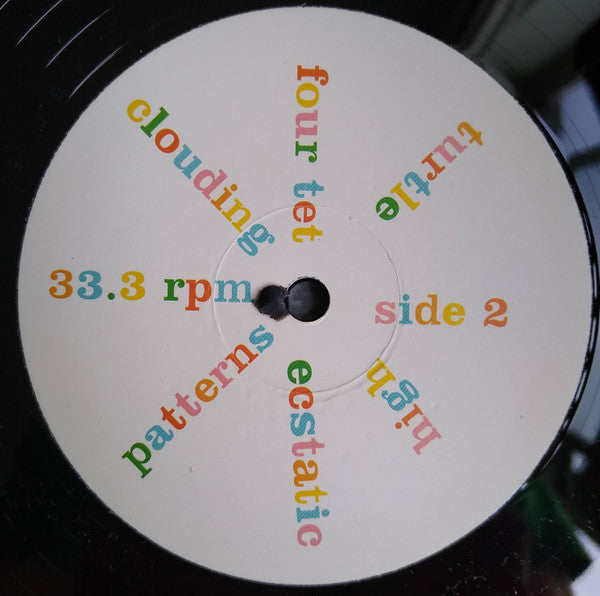 four tet
turtle
side 2
high
ecstatic
patterns
33.3 rpm
clouding